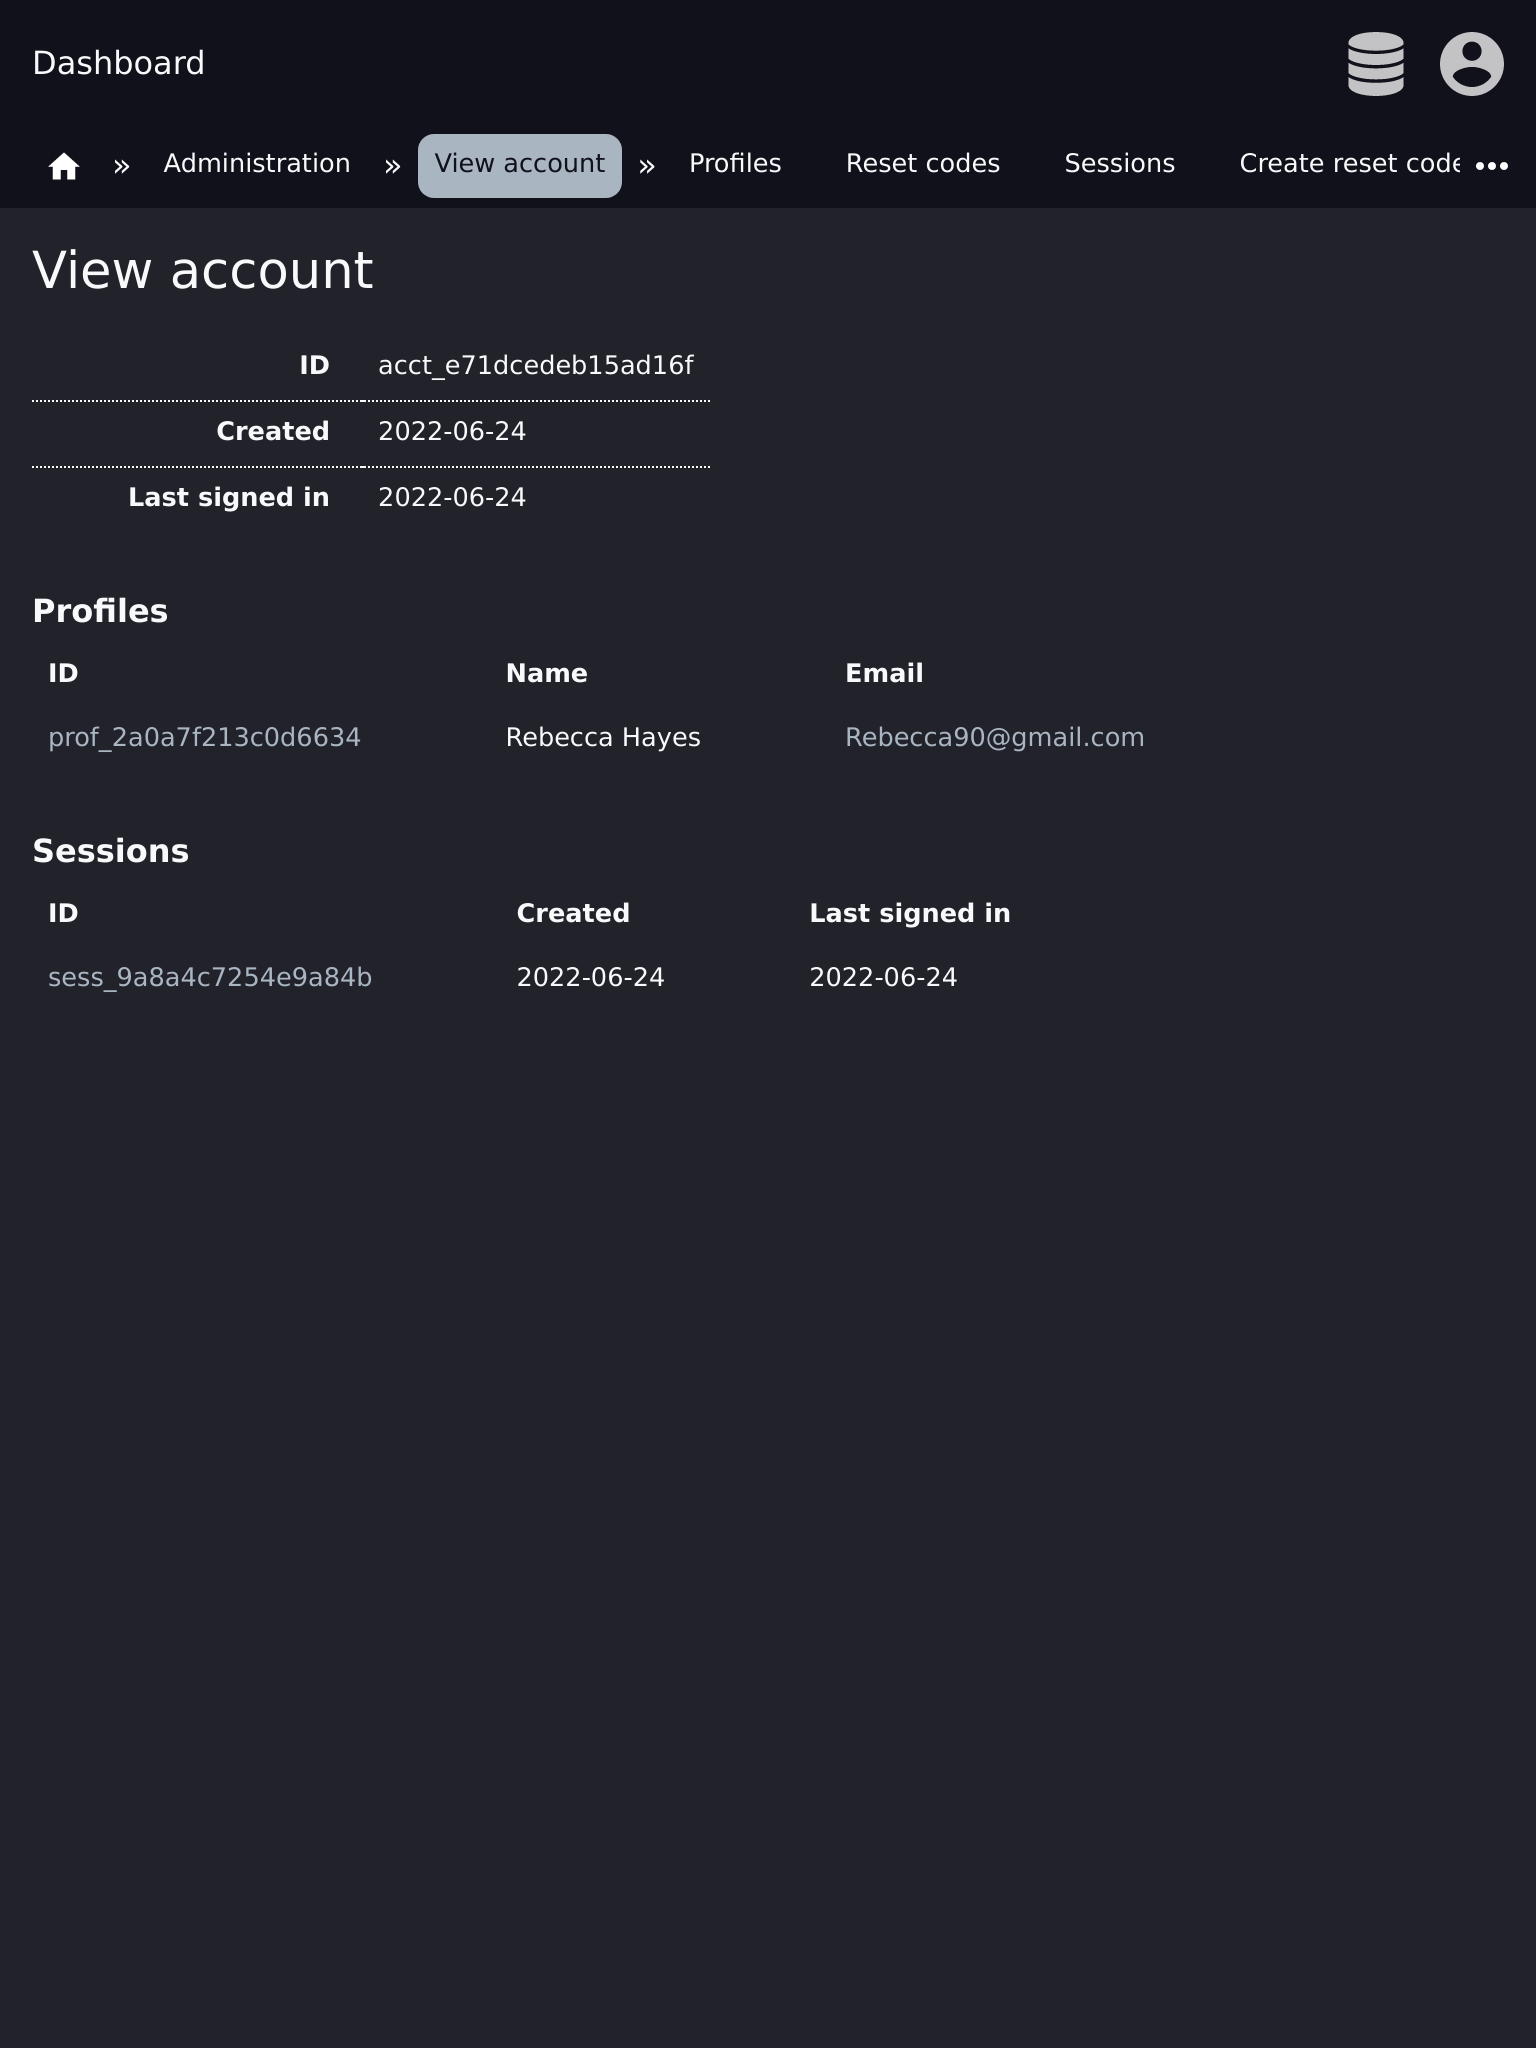 Dashboard
» Administration » View account » Profiles Reset codes Sessions Create reset code
View account
ID acct_e71dcedeb15ad16f
Created 2022-06-24
Last signed in 2022-06-24
Profiles
ID Name Email
prof_2a0a7f213c0d6634 Rebecca Hayes Rebecca90@gmail.com
Sessions
ID Created Last signed in
sess_9a8a4c7254e9a84b 2022-06-24 2022-06-24